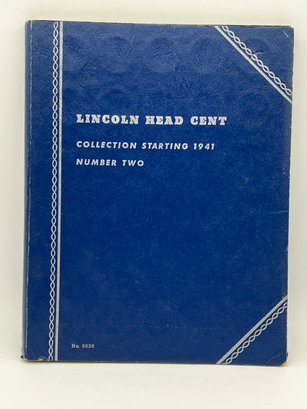 LINCOLN HEAD CENT
COLLECTION STARTING 1941
NUMBER TWO
No. 9030